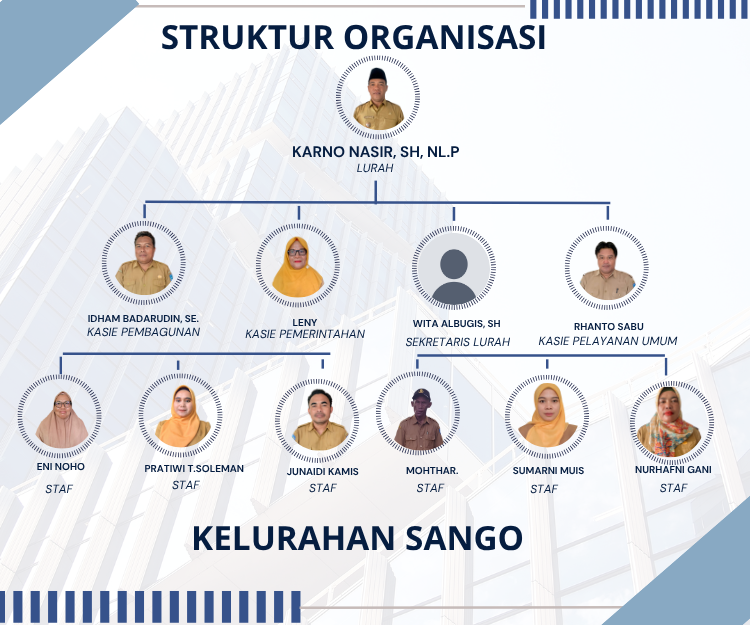 STRUKTUR ORGANISASI
KARNO NASIR, SH, NL.P
LURAH
IDHAM BADARUDIN, SE.
KASIE PEMBAGUNAN
LENY
KASIE PEMERINTAHAN
WITA ALBUGIS, SH
SEKRETARIS LURAH
RHANTO SABU
KASIE PELAYANAN UMUM
ENI NOHO
STAF
PRATIWI T.SOLEMAN
STAF
JUNAIDI KAMIS
STAF
MOHTHAR.
STAF
SUMARNI MUIS
STAF
NURHAFNI GANI
STAF
KELURAHAN SANGO